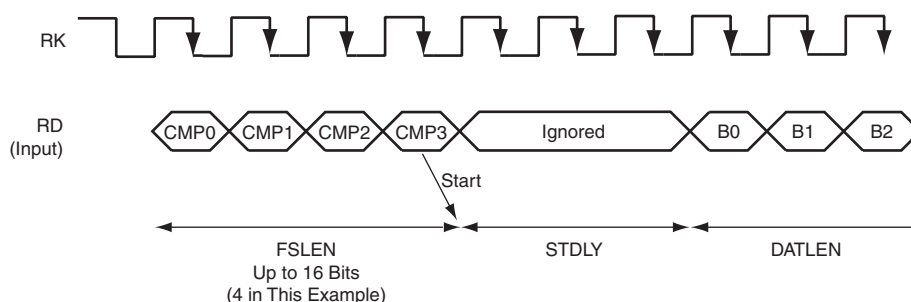 RK
RD
(Input)
CMP0 CMP1 CMP2 CMP3 Ignored B0 B1 B2
Start
FSLEN STDLY DATLEN
Up to 16 Bits
(4 in This Example)